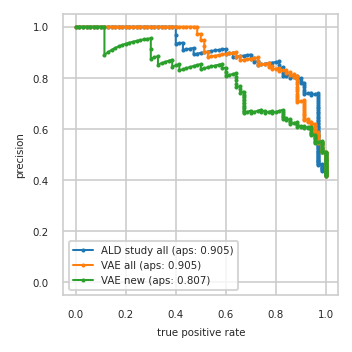 1.0
0.8
0.6
0.4
0.2
0.0
precision
ALD study all (aps: 0.905)
VAE all (aps: 0.905)
VAE new (aps: 0.807)
0.0 0.2 0.4 0.6 0.8 1.0
true positive rate